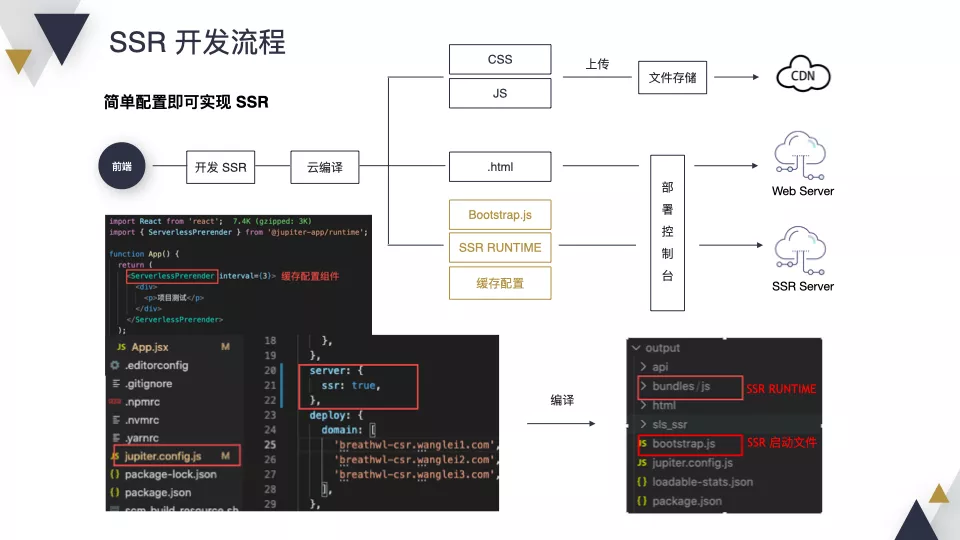 SSR 开发流程
简单配置即可实现 SSR
前端
开发 SSR
云编译
CSS
JS
上传
文件存储
CDN
.html
Bootstrap.js
SSR RUNTIME
缓存配置
部署控制台
Web Server
SSR Server
import React from 'react';  7.4K (gzipped: 3K)
import { ServerlessPrerender } from '@jupiter-app/runtime';
function App() {
return (
<ServerlessPrerender interval={3}> 缓存配置组件
<div>
<p>项目测试</p>
</div>
</ServerlessPrerender>
);
JS App.jsx M
.editorconfig
.gitignore
.npmrc
.nvmrc
.yarnrc
JS jupiter.config.js M
{} package-lock.json
{} package.json
scm_build_resource.sh
18 },
19 },
20 server: {
21 ssr: true,
22 },
23 deploy: {
24 domain: [
25 'breathwl-csr.wanglei1.com',
26 'breathwl-csr.wanglei2.com',
27 'breathwl-csr.wanglei3.com',
28 ],
29 },
编译
output
api
bundles/js SSR RUNTIME
html
sls_ssr
JS bootstrap.js SSR 启动文件
JS jupiter.config.js
{} loadable-stats.json
{} package.json